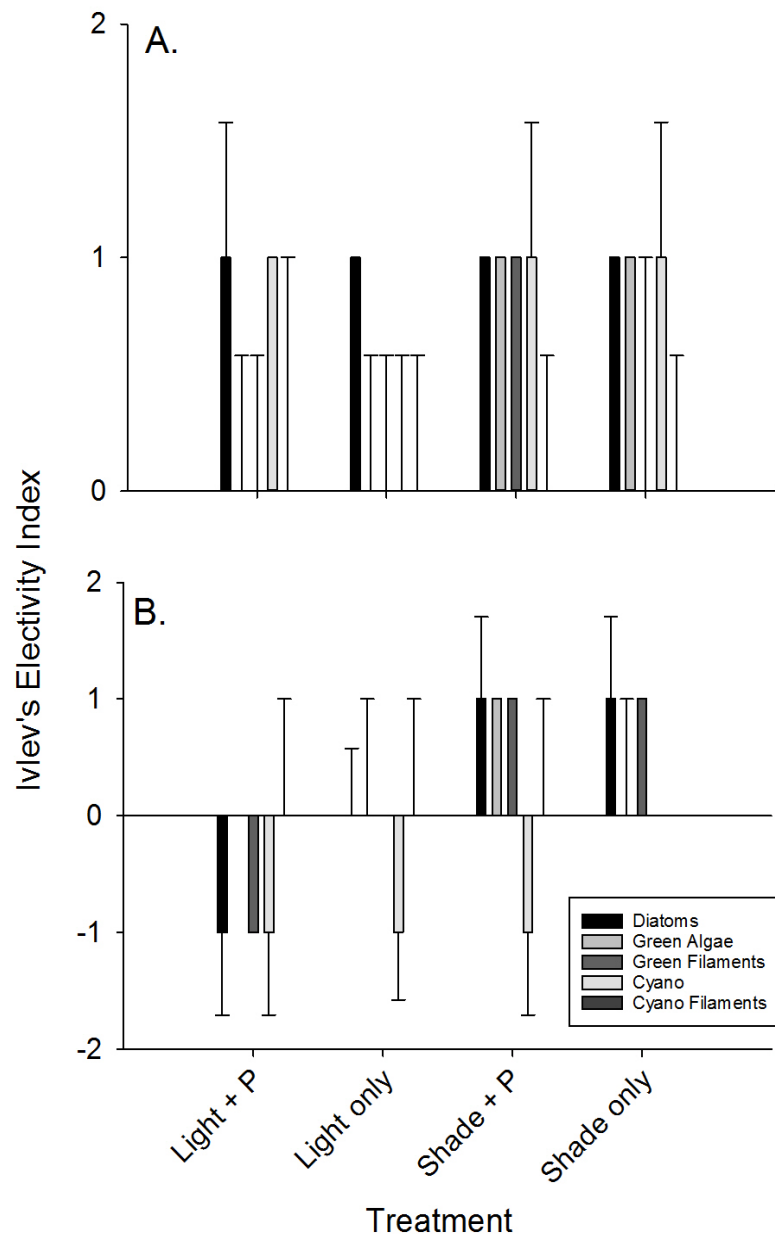 2
A.
1
0
Ivlev's Electivity Index
2
B.
1
0
-1
-2
Diatoms
Green Algae
Green Filaments
Cyano
Cyano Filaments
Light + P
Light only
Shade + P
Shade only
Treatment